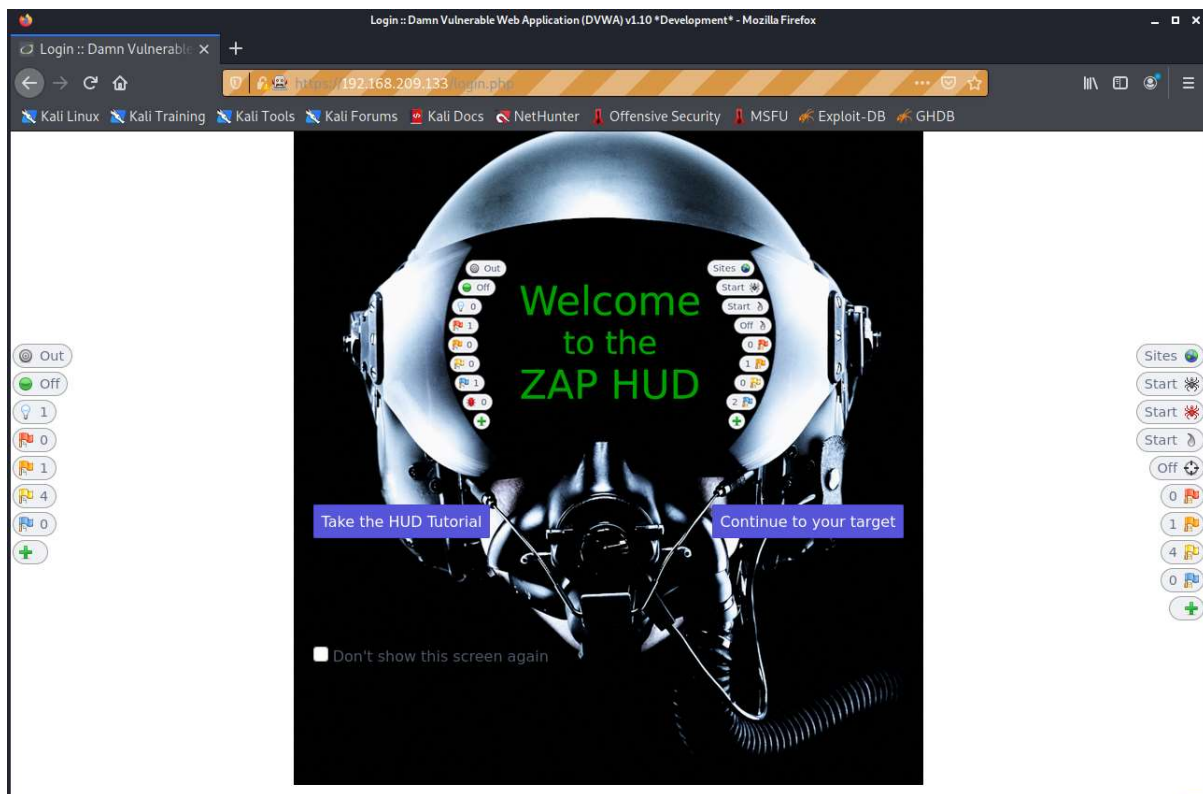 Login :: Damn Vulnerable Web Application (DVWA) v1.10 *Development* - Mozilla Firefox
Login :: Damn Vulnerable
https://192.168.209.133/login.php
Kali Linux Kali Training Kali Tools Kali Forums Kali Docs NetHunter Offensive Security MSFU Exploit-DB GHDB
Out
Off
1
0
1
4
0
Out
Off
0
1
0
0
1
0
Welcome
to the
ZAP HUD
Sites
Start
Start
Off
0
1
0
2
Take the HUD Tutorial
Continue to your target
Don't show this screen again
Sites
Start
Start
Start
Off
0
1
4
0